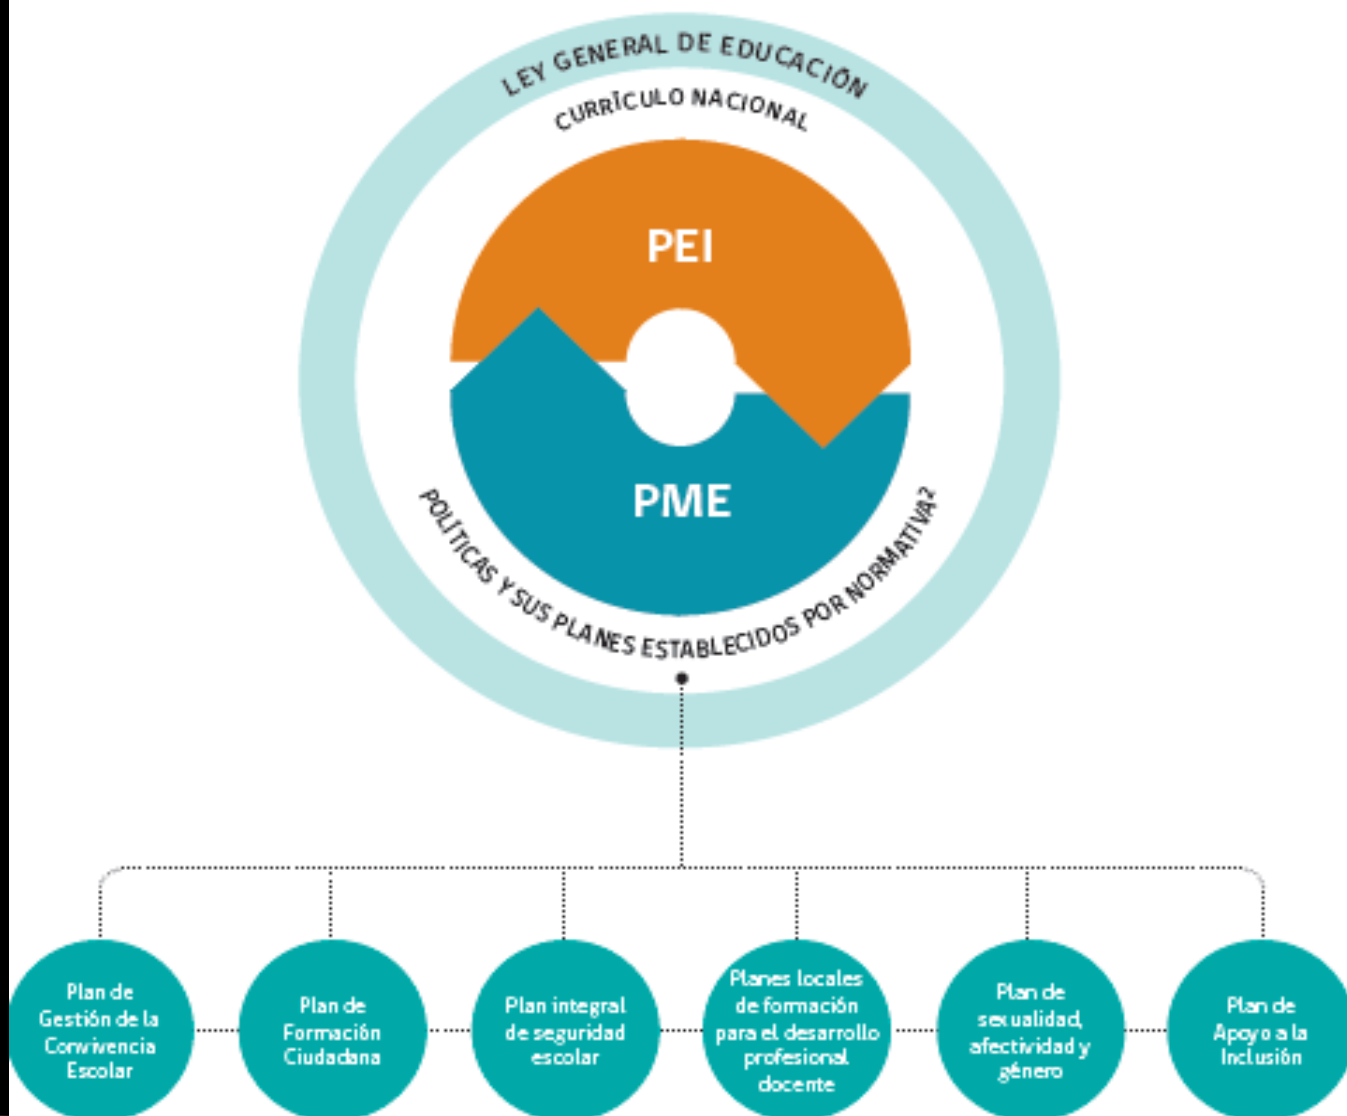 LEY GENERAL DE EDUCACIÓN
CURRÍCULO NACIONAL
PEI
PME
POLÍTICAS Y SUS PLANES ESTABLECIDOS POR NORMATIVA²
Plan de
Gestión de la
Convivencia
Escolar
Plan de
Formación
Ciudadana
Plan integral
de seguridad
escolar
Planes locales
de formación
para el desarrollo
profesional
docente
Plan de
sexualidad,
afectividad y
género
Plan de
Apoyo a la
Inclusión